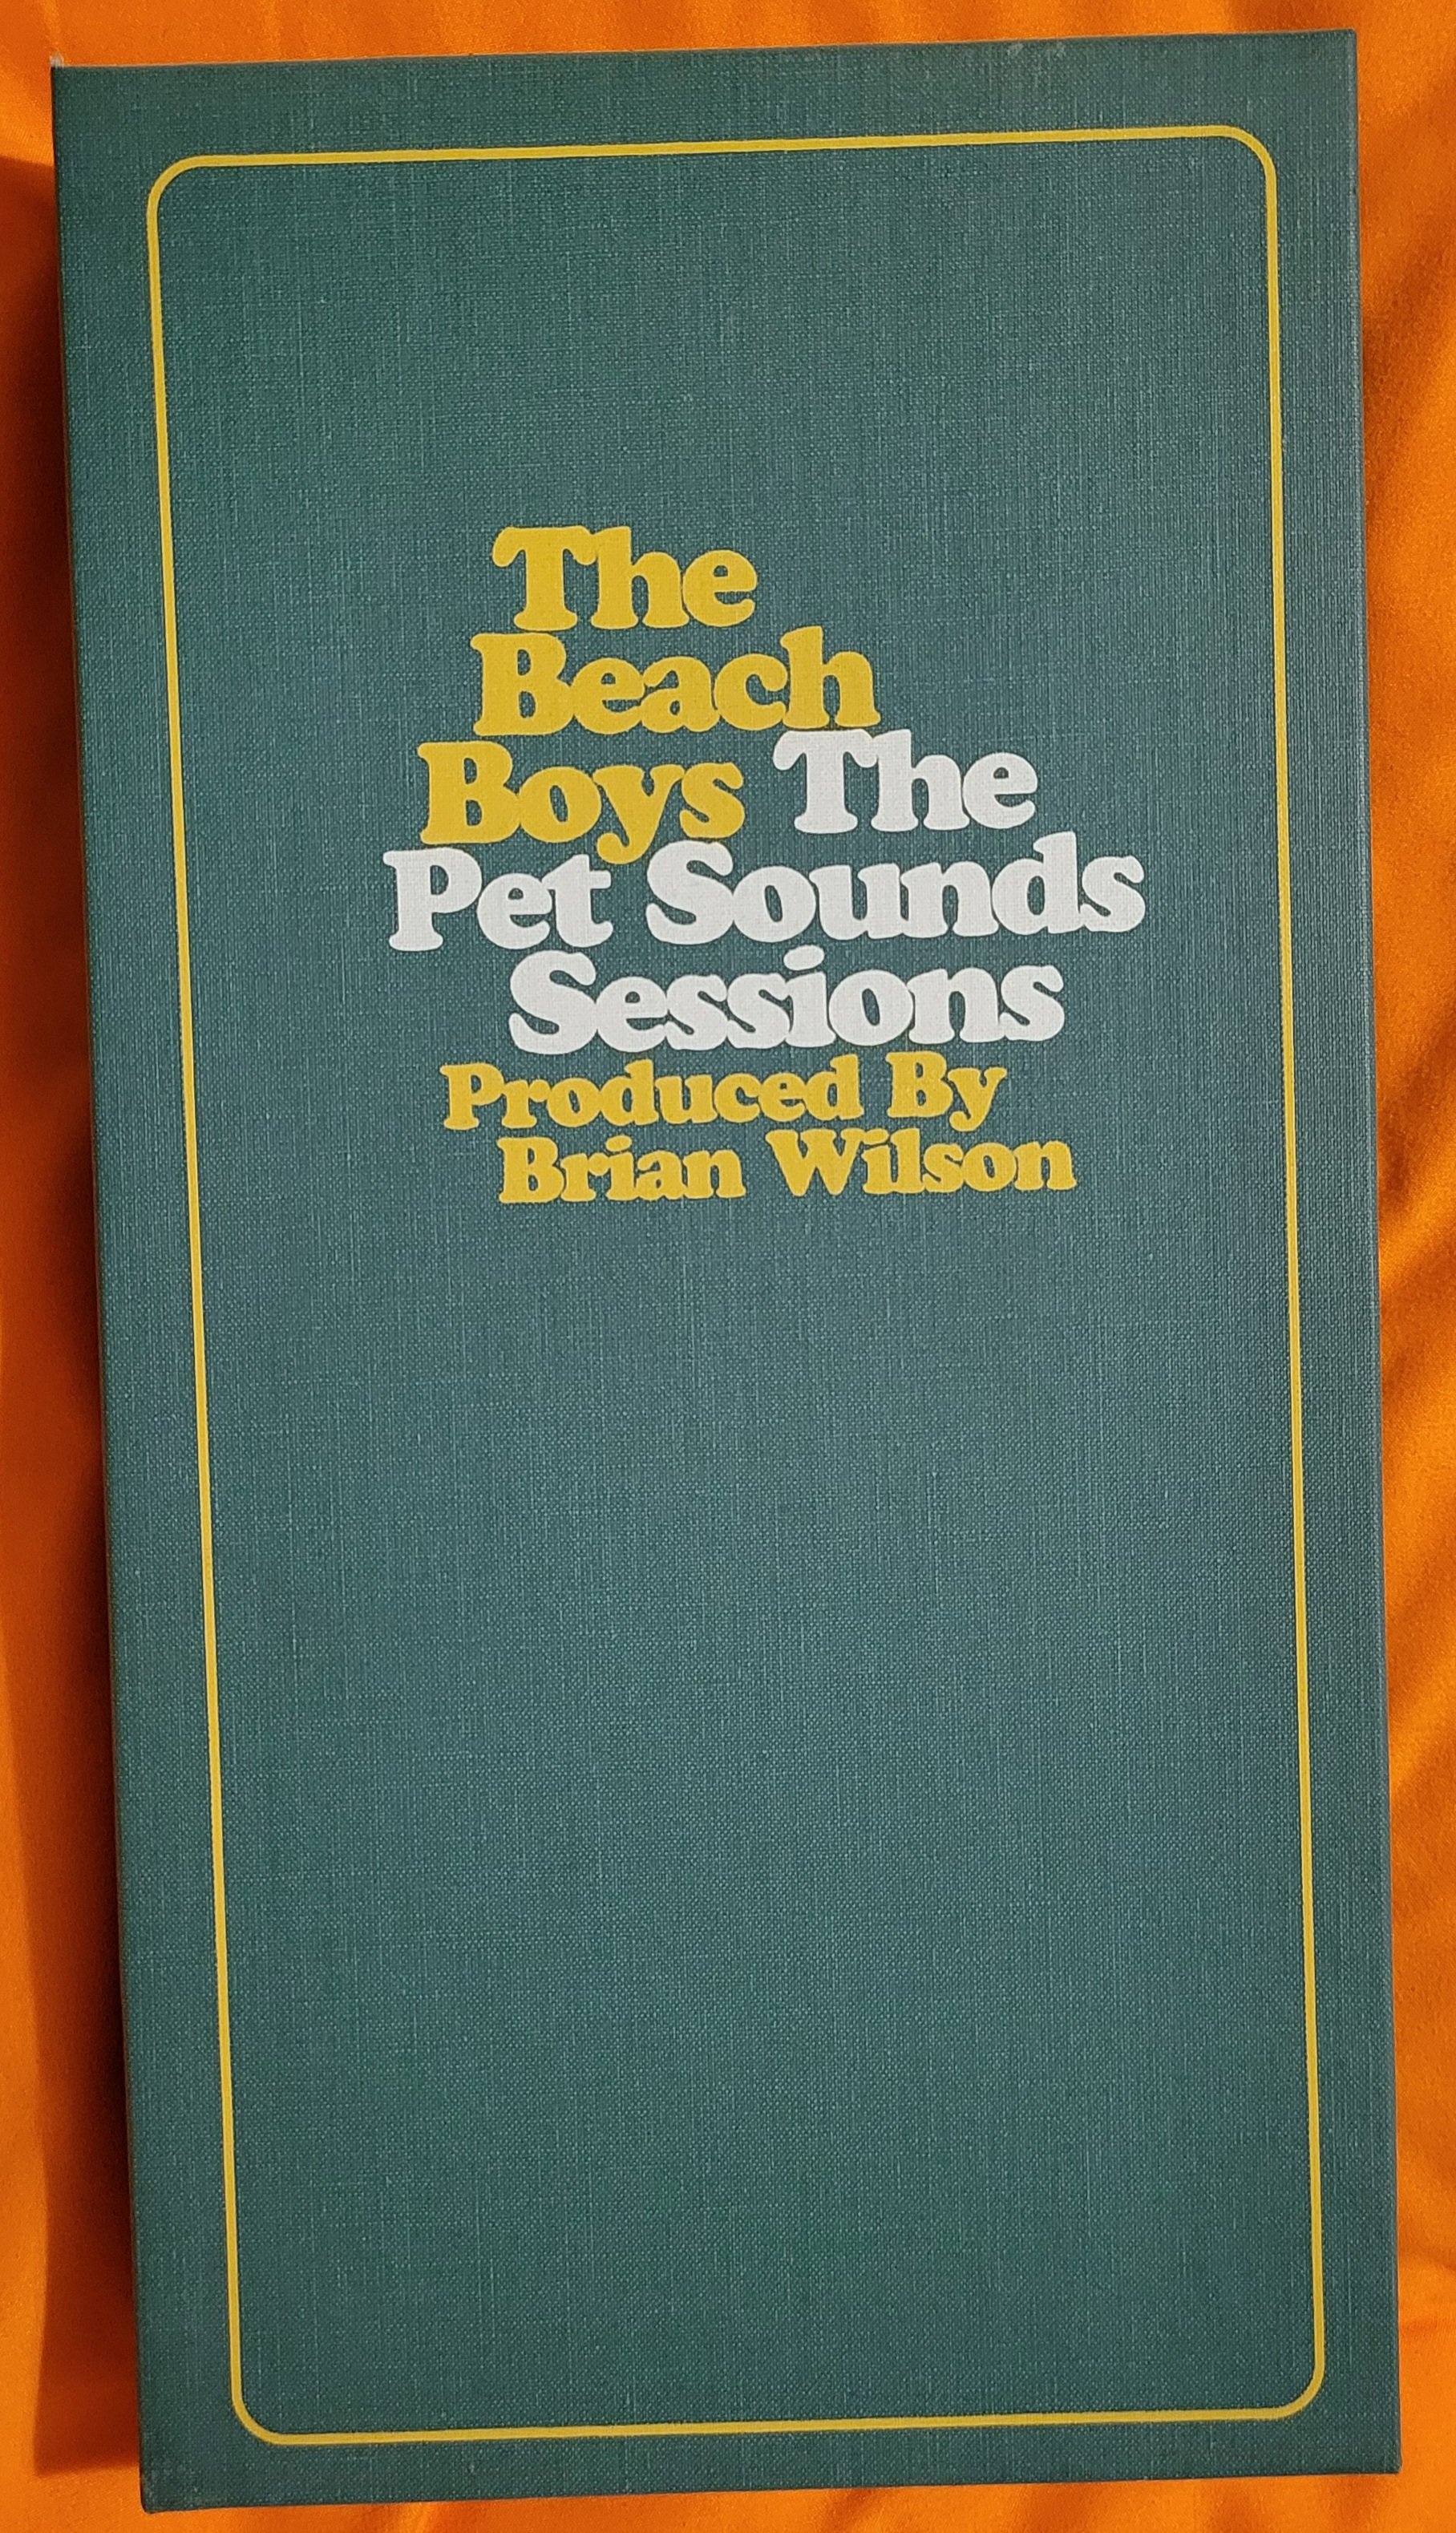 The
Beach
Boys The
Pet Sounds
Sessions
Produced By
Brian Wilson